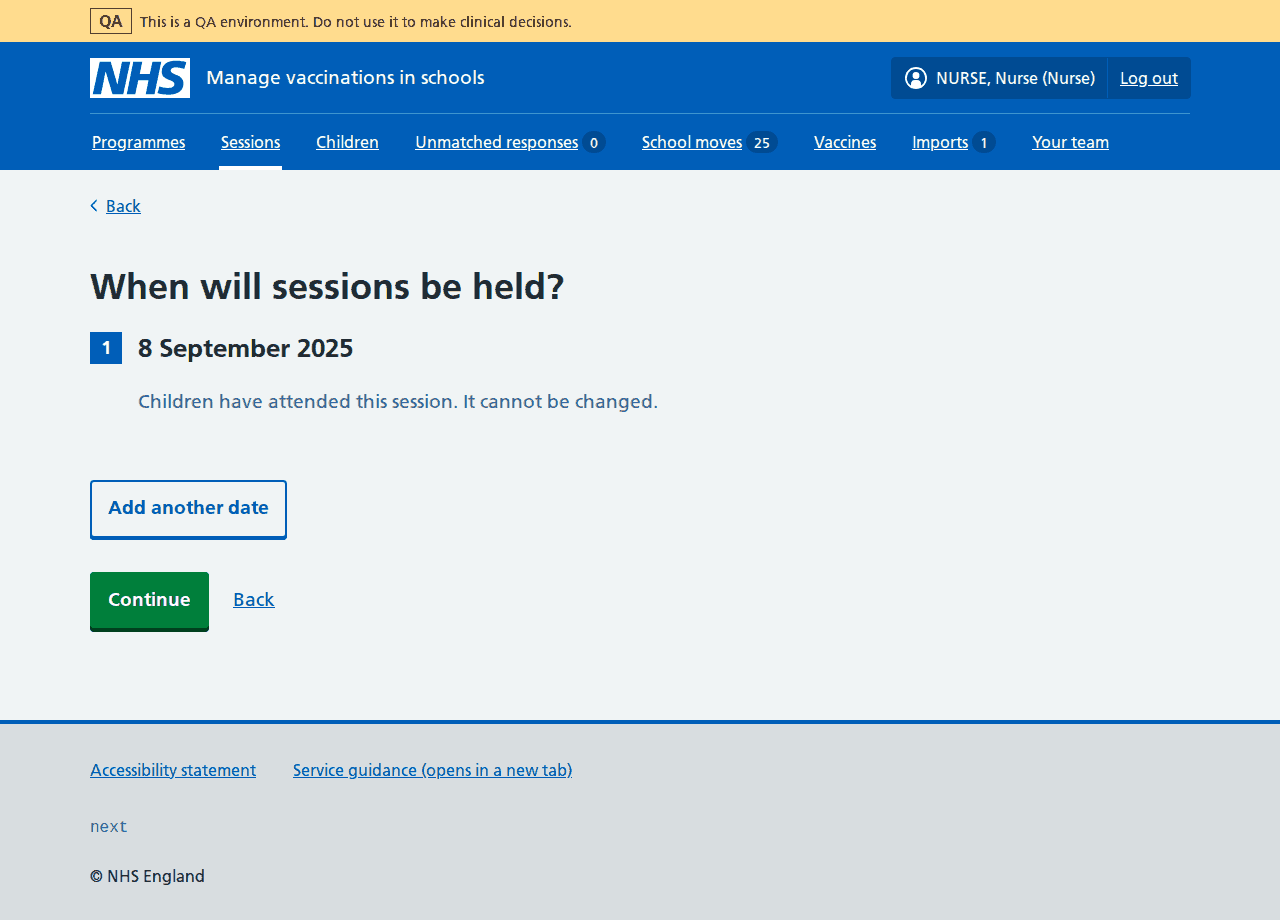 QA This is a QA environment. Do not use it to make clinical decisions.
NHS Manage vaccinations in schools NURSE, Nurse (Nurse) Log out
Programmes Sessions Children Unmatched responses 0 School moves 25 Vaccines Imports 1 Your team
Back
When will sessions be held?
1 8 September 2025
Children have attended this session. It cannot be changed.
Add another date
Continue Back
Accessibility statement Service guidance (opens in a new tab)
next
© NHS England